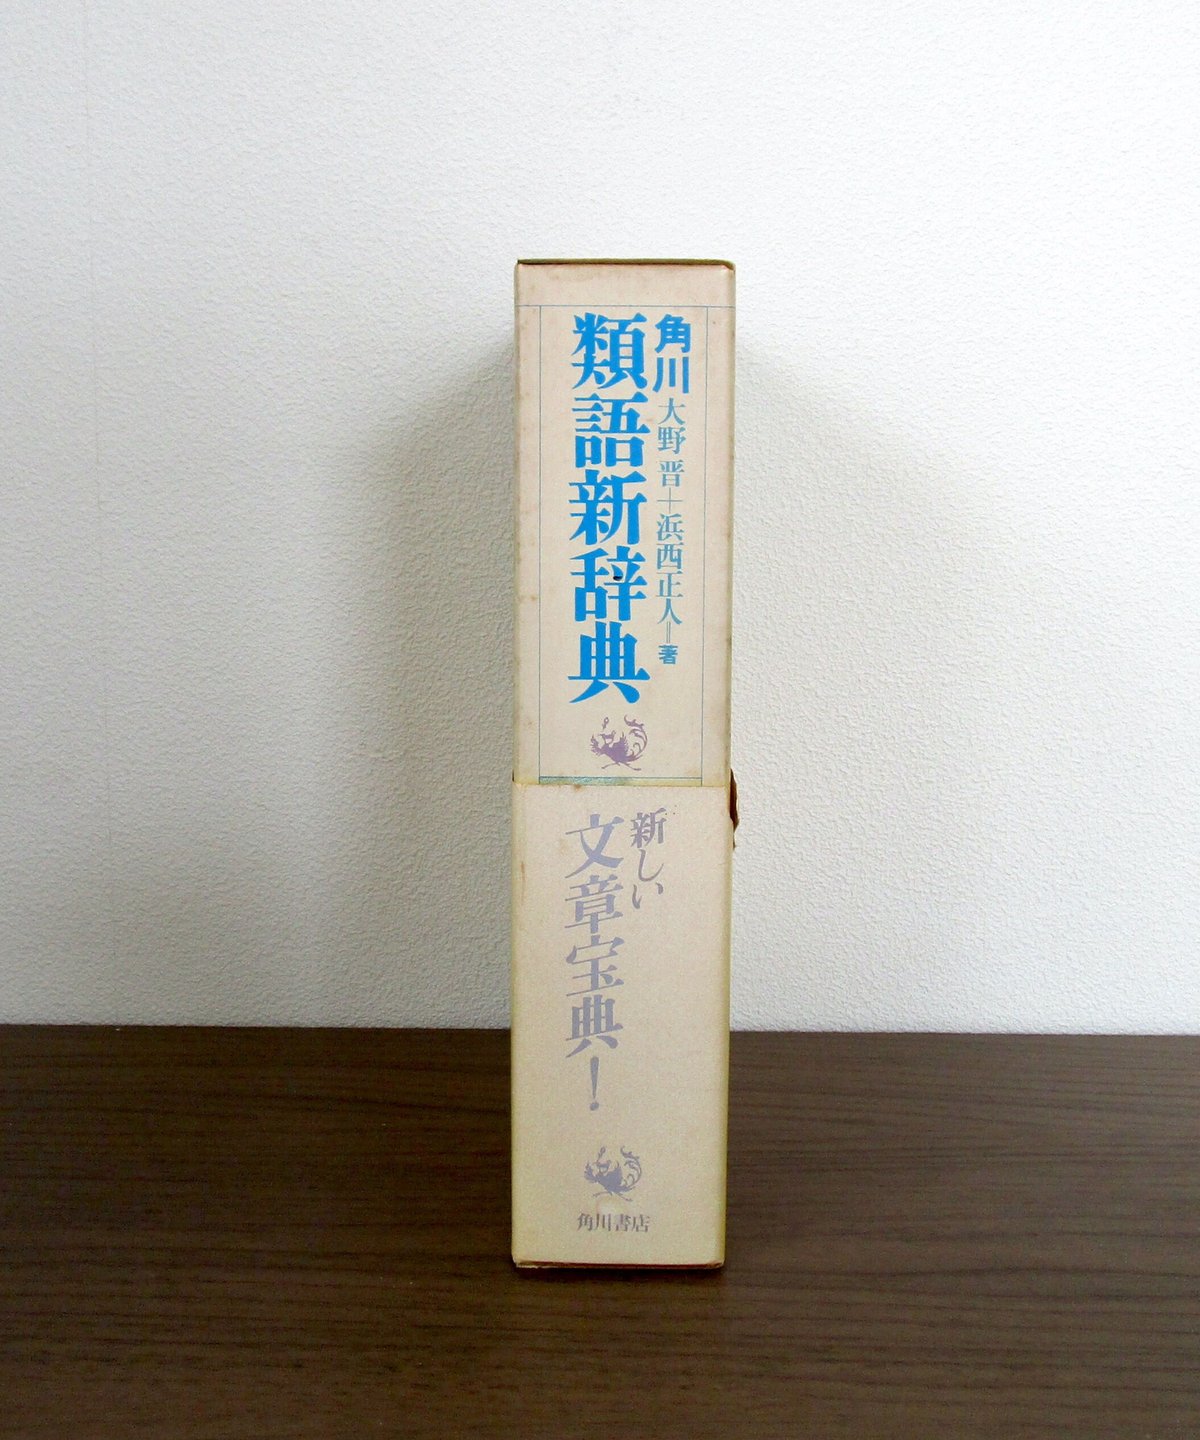 角川
大野 晋＋浜西正人＝著
類語新辞典
新しい
文章宝典！
角川書店